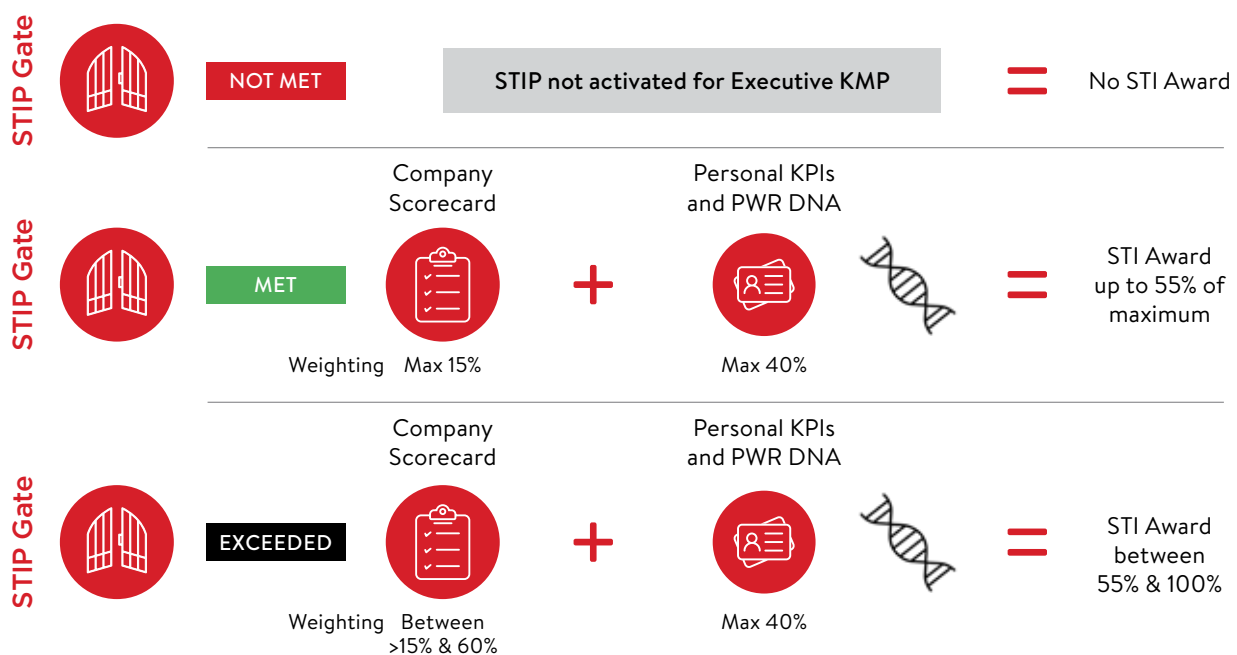 STIP Gate
NOT MET
STIP not activated for Executive KMP
=
No STI Award
STIP Gate
MET
Company
Scorecard
+
Personal KPIs
and PWR DNA
=
STI Award
up to 55% of
maximum
Weighting
Max 15%
Max 40%
STIP Gate
EXCEEDED
Company
Scorecard
+
Personal KPIs
and PWR DNA
=
STI Award
between
55% & 100%
Weighting
Between
>15% & 60%
Max 40%